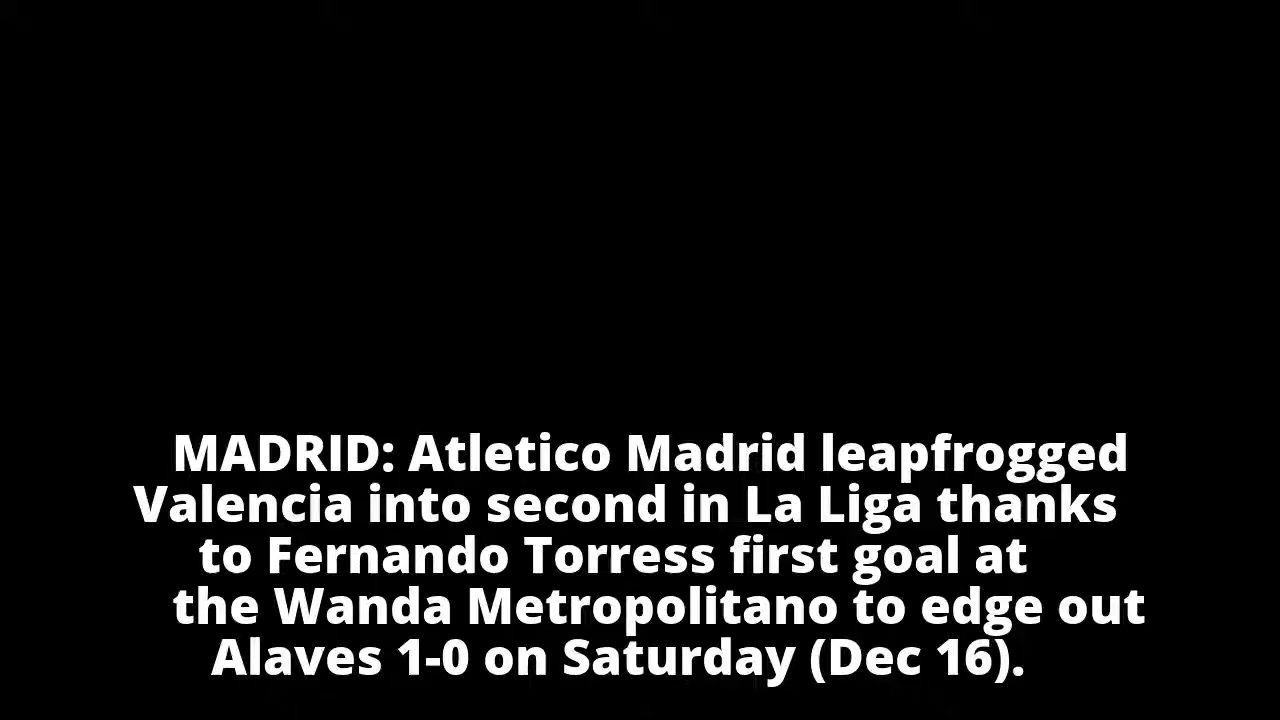 MADRID: Atletico Madrid leapfrogged
Valencia into second in La Liga thanks
to Fernando Torress first goal at
the Wanda Metropolitano to edge out
Alaves 1-0 on Saturday (Dec 16).